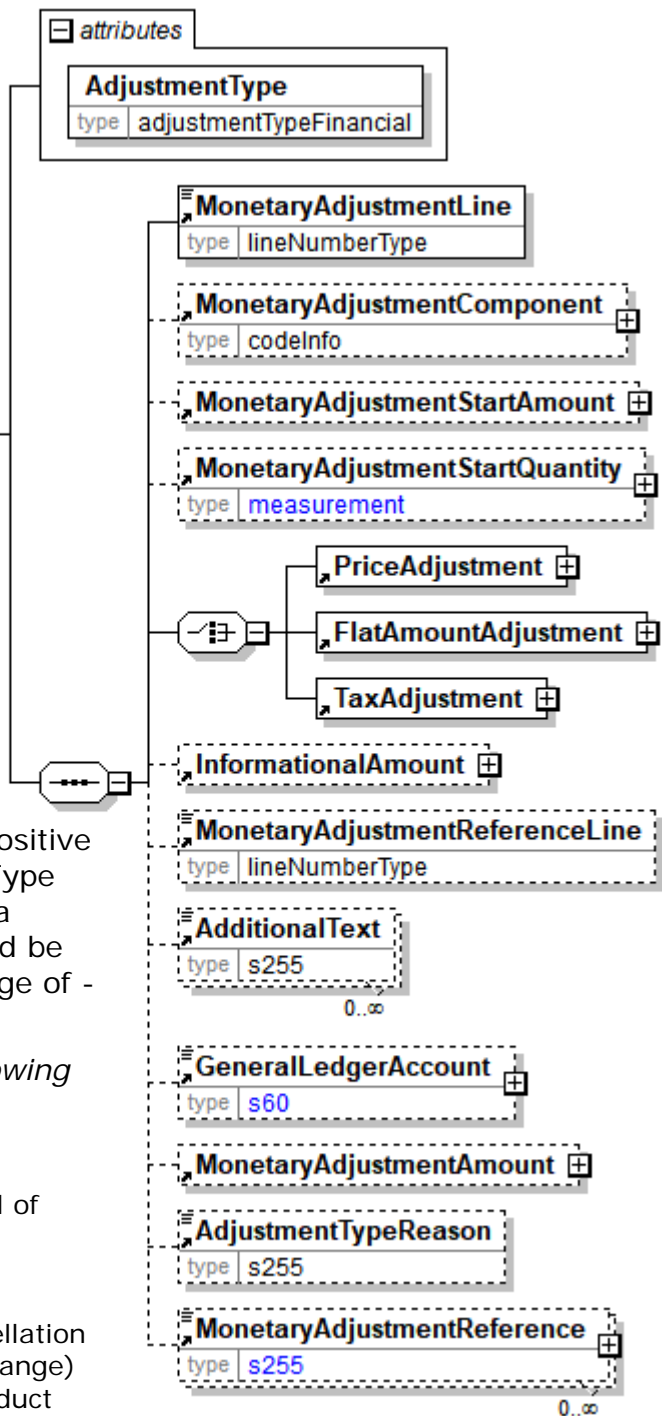 attributes
AdjustmentType
type adjustmentTypeFinancial
MonetaryAdjustmentLine
type lineNumberType
MonetaryAdjustmentComponent
type codeInfo
MonetaryAdjustmentStartAmount
MonetaryAdjustmentStartQuantity
type measurement
PriceAdjustment
FlatAmountAdjustment
TaxAdjustment
InformationalAmount
MonetaryAdjustmentReferenceLine
type lineNumberType
AdditionalText
type s255
0..∞
GeneralLedgerAccount
type s60
MonetaryAdjustmentAmount
AdjustmentTypeReason
type s255
MonetaryAdjustmentReference
type s255
0..∞
ositive
ype
a
d be
ge of -
owing
l of
ellation
ange)
duct